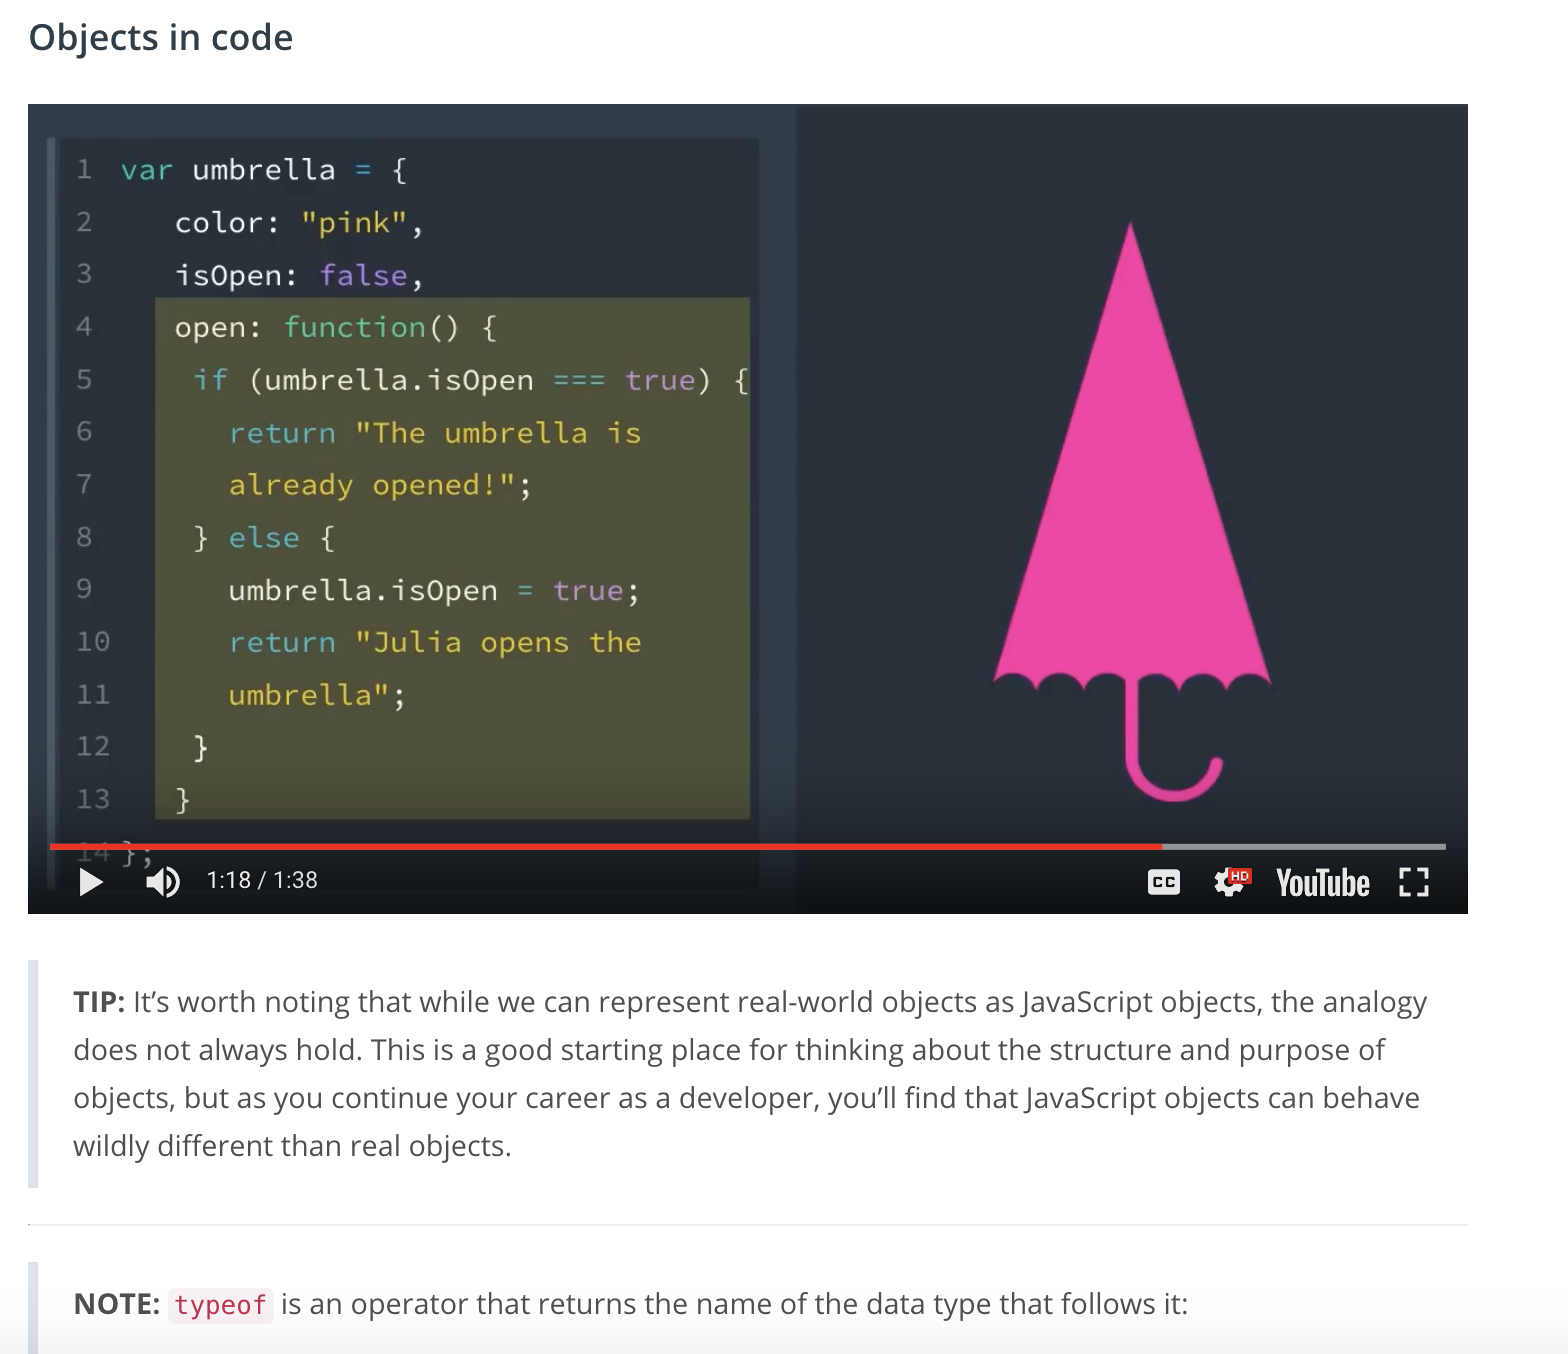 Objects in code
1 var umbrella = {
2 color: "pink",
3 isOpen: false,
4 open: function() {
5 if (umbrella.isOpen === true) {
6 return "The umbrella is
7 already opened!";
8 } else {
9 umbrella.isOpen = true;
10 return "Julia opens the
11 umbrella";
12 }
13 }
14 };
1:18 / 1:38
CC
HD
YouTube
TIP: It’s worth noting that while we can represent real-world objects as JavaScript objects, the analogy
does not always hold. This is a good starting place for thinking about the structure and purpose of
objects, but as you continue your career as a developer, you’ll find that JavaScript objects can behave
wildly different than real objects.
NOTE: typeof is an operator that returns the name of the data type that follows it: